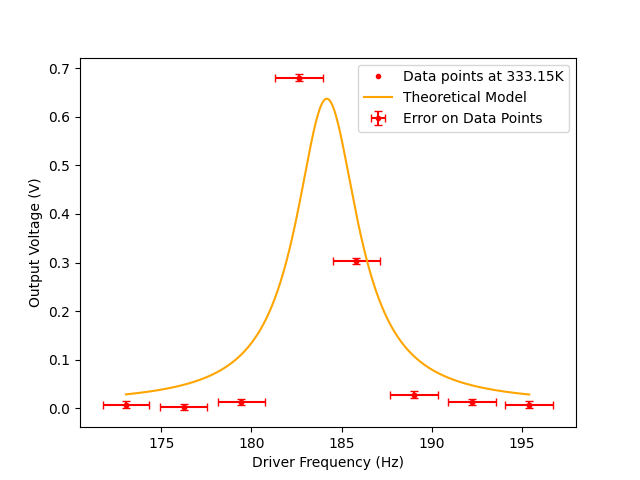 0.7
0.6
0.5
0.4
0.3
0.2
0.1
0.0
Output Voltage (V)
Data points at 333.15K
Theoretical Model
Error on Data Points
175 180 185 190 195
Driver Frequency (Hz)